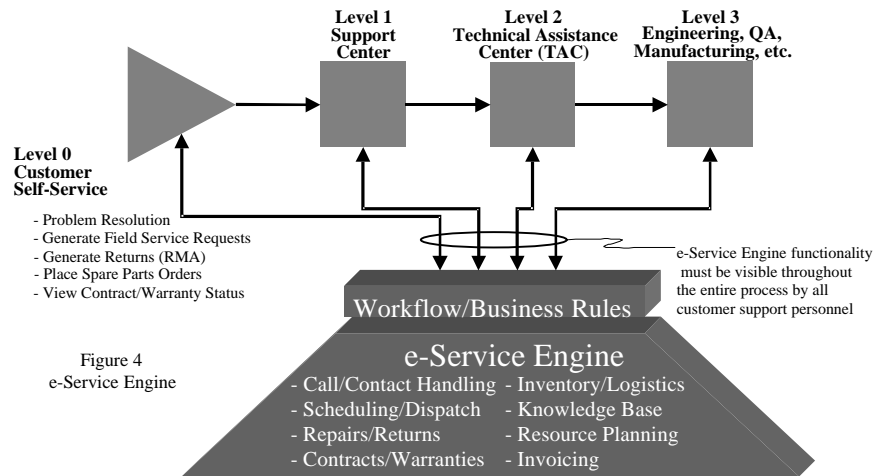 Level 1
Support
Center
Level 2
Technical Assistance
Center (TAC)
Level 3
Engineering, QA,
Manufacturing, etc.
Level 0
Customer
Self-Service
- Problem Resolution
- Generate Field Service Requests
- Generate Returns (RMA)
- Place Spare Parts Orders
- View Contract/Warranty Status
e-Service Engine functionality
must be visible throughout
the entire process by all
customer support personnel
Workflow/Business Rules
Figure 4
e-Service Engine
e-Service Engine
- Call/Contact Handling
- Scheduling/Dispatch
- Repairs/Returns
- Contracts/Warranties
- Inventory/Logistics
- Knowledge Base
- Resource Planning
- Invoicing